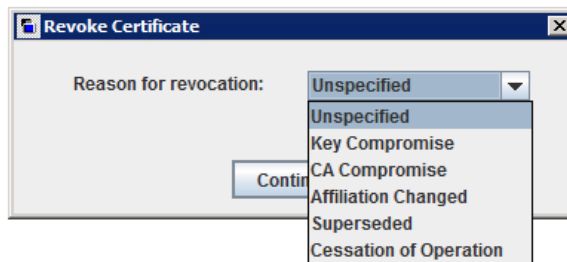 Revoke Certificate
Reason for revocation:
Unspecified
Unspecified
Key Compromise
CA Compromise
Affiliation Changed
Superseded
Cessation of Operation